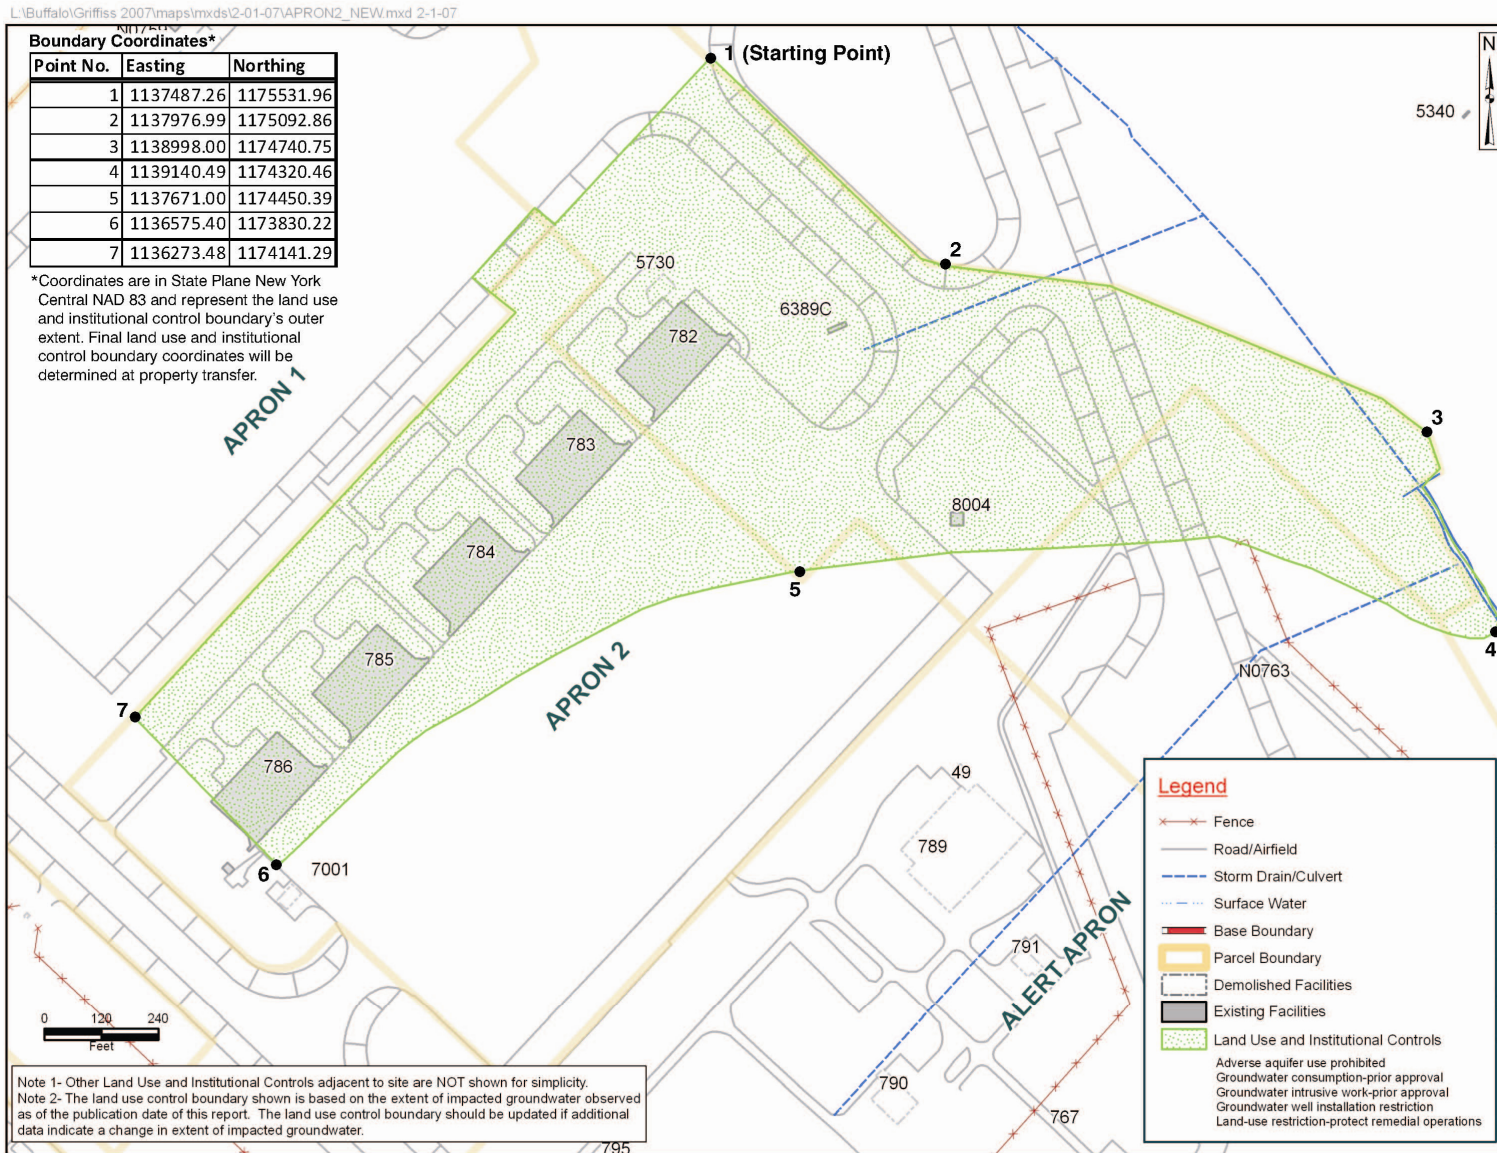 L:\Buffalo\Griffiss 2007\maps\mxds\2-01-07\APRON2_NEW.mxd 2-1-07
Boundary Coordinates*
Point No. Easting Northing
1 1137487.26 1175531.96
2 1137976.99 1175092.86
3 1138998.00 1174740.75
4 1139140.49 1174320.46
5 1137671.00 1174450.39
6 1136575.40 1173830.22
7 1136273.48 1174141.29
*Coordinates are in State Plane New York
Central NAD 83 and represent the land use
and institutional control boundary's outer
extent. Final land use and institutional
control boundary coordinates will be
determined at property transfer.
1 (Starting Point)
N
5340
2
5730
6389C
782
APRON 1
783
3
8004
784
5
4
785
APRON 2
N0763
7
786
6
7001
49
789
791
ALERT APRON
790
767
795
0 120 240
Feet
Note 1- Other Land Use and Institutional Controls adjacent to site are NOT shown for simplicity.
Note 2- The land use control boundary shown is based on the extent of impacted groundwater observed
as of the publication date of this report. The land use control boundary should be updated if additional
data indicate a change in extent of impacted groundwater.
Legend
Fence
Road/Airfield
Storm Drain/Culvert
Surface Water
Base Boundary
Parcel Boundary
Demolished Facilities
Existing Facilities
Land Use and Institutional Controls
Adverse aquifer use prohibited
Groundwater consumption-prior approval
Groundwater intrusive work-prior approval
Groundwater well installation restriction
Land-use restriction-protect remedial operations